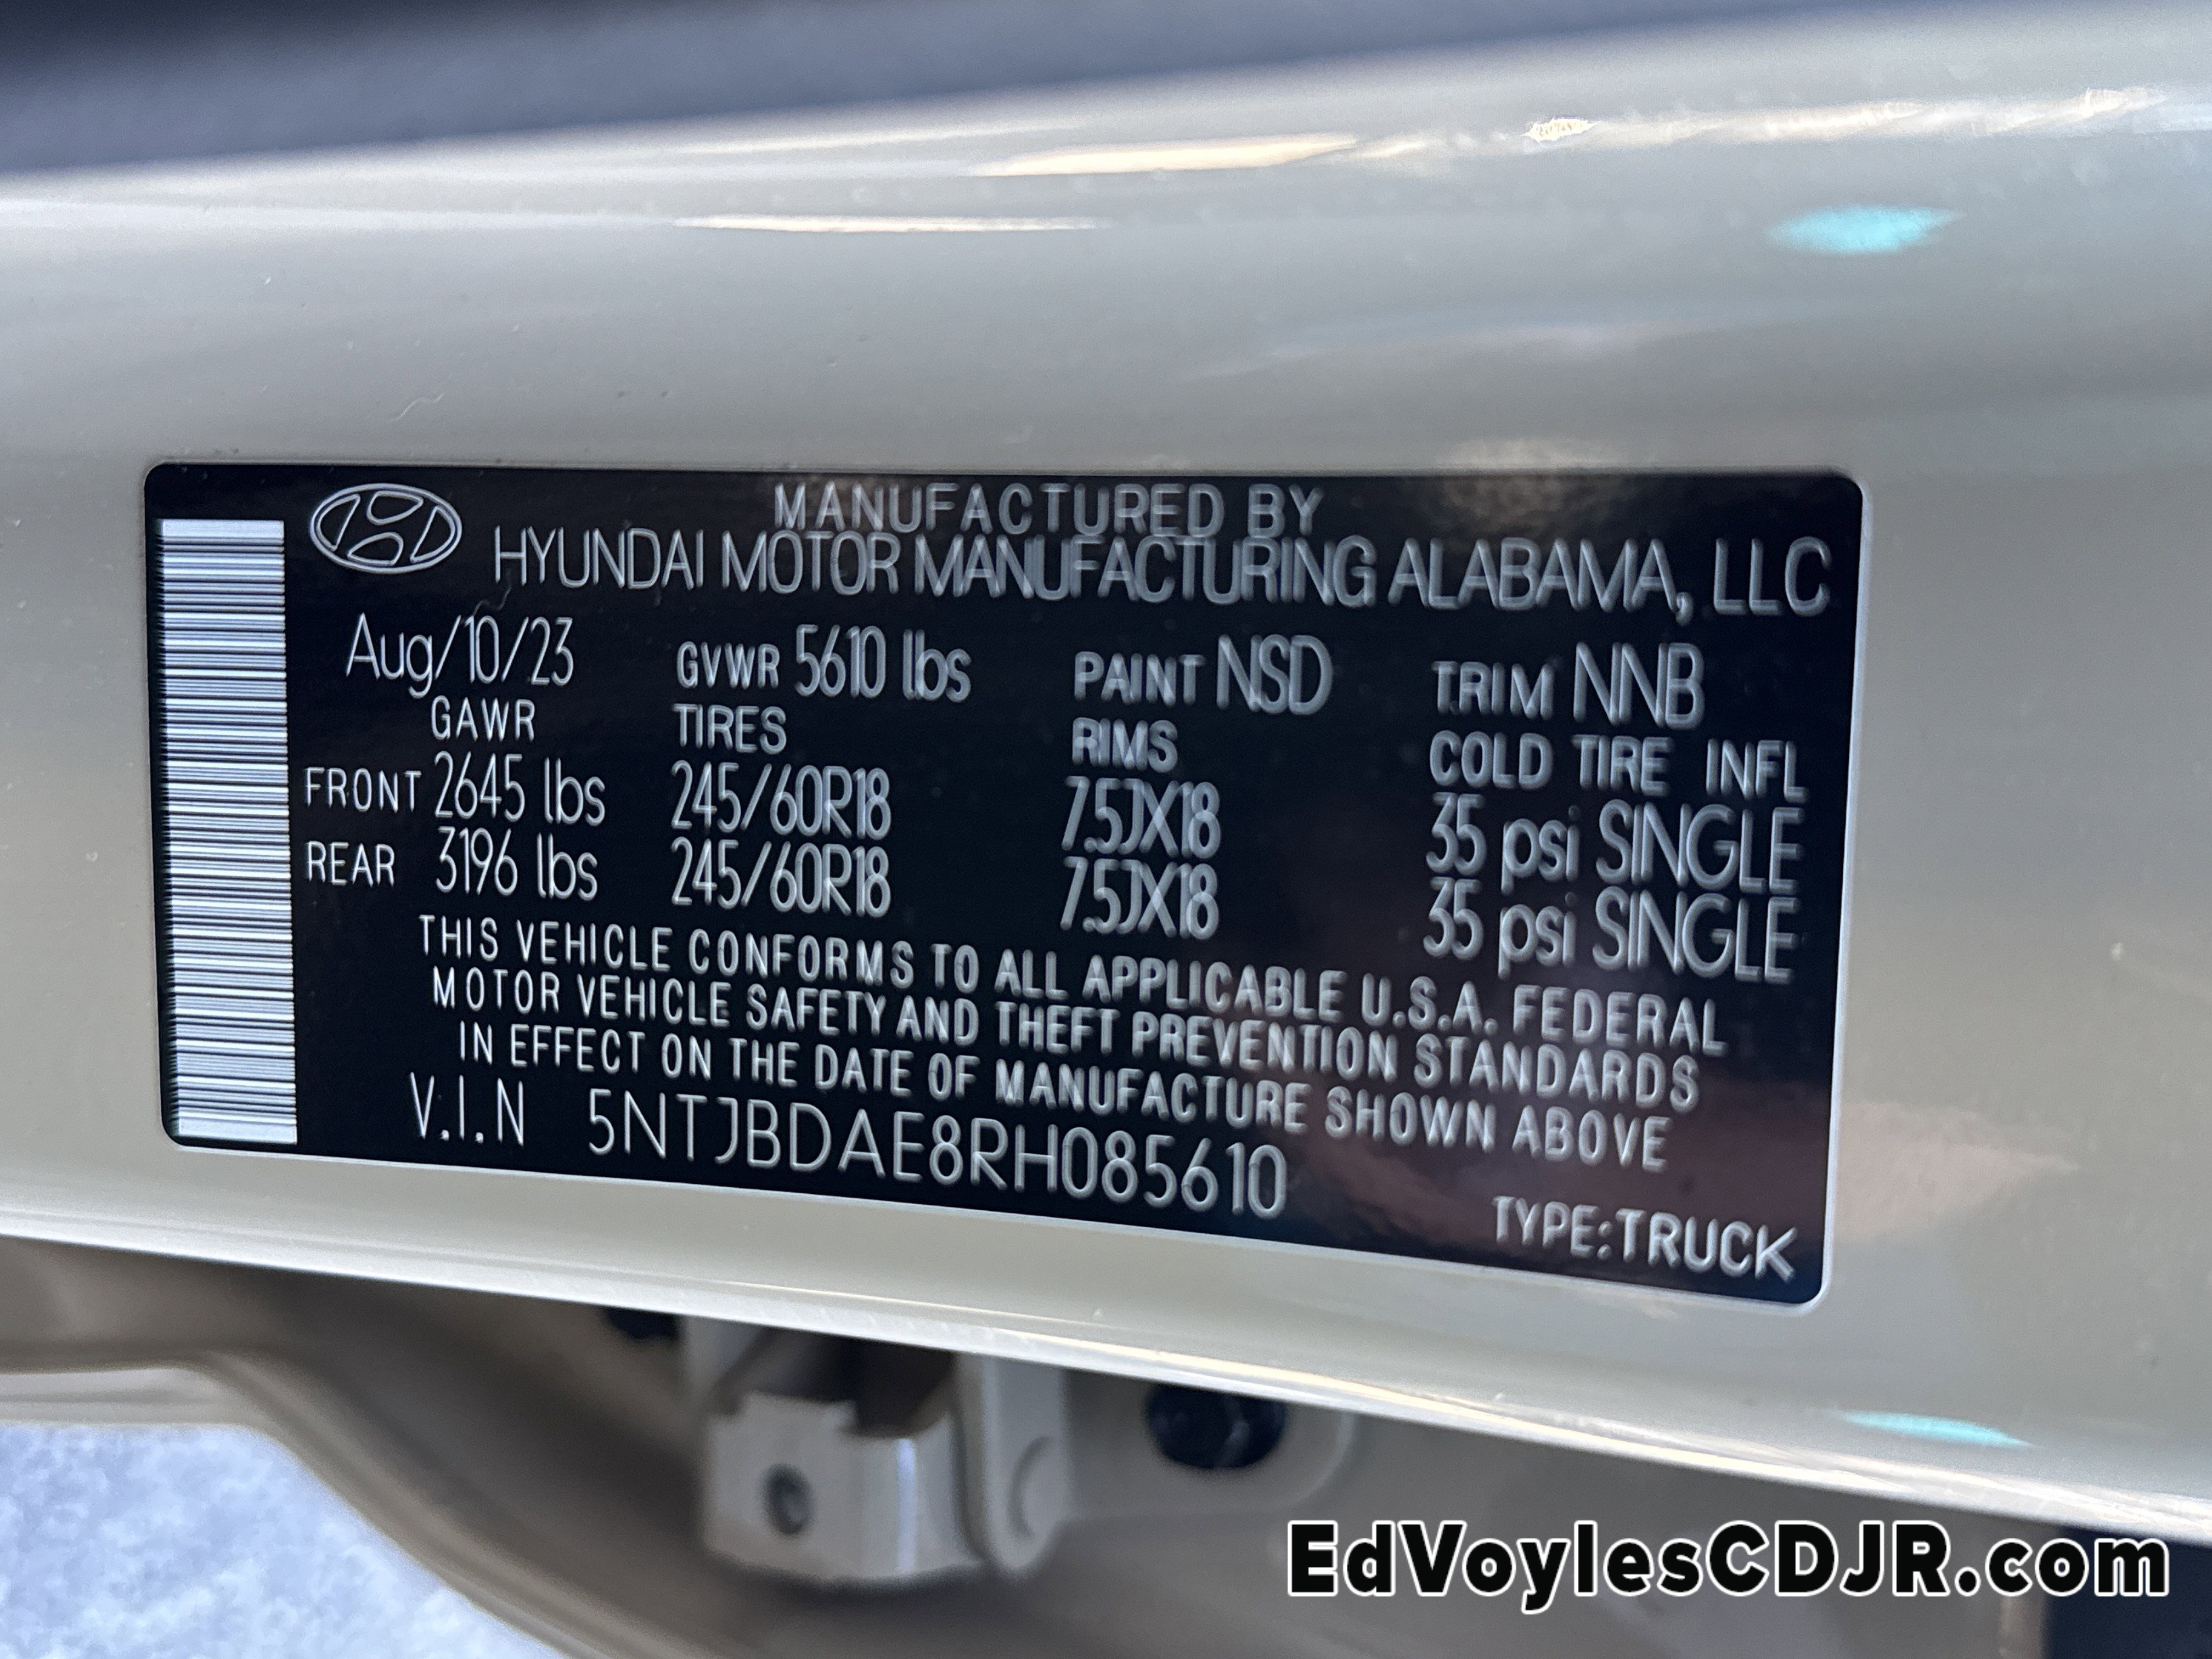 MANUFACTURED BY
HYUNDAI MOTOR MANUFACTURING ALABAMA, LLC
Aug/10/23 GVWR 5610 lbs PAINT NSD TRIM NNB
GAWR TIRES RIMS COLD TIRE INFL
FRONT 2645 lbs 245/60R18 7.5JX18 35 psi SINGLE
REAR 3196 lbs 245/60R18 7.5JX18 35 psi SINGLE
THIS VEHICLE CONFORMS TO ALL APPLICABLE U.S.A. FEDERAL
MOTOR VEHICLE SAFETY AND THEFT PREVENTION STANDARDS
IN EFFECT ON THE DATE OF MANUFACTURE SHOWN ABOVE
V.I.N 5NTJBDAE8RH085610
TYPE:TRUCK
EdVoylesCDJR.com